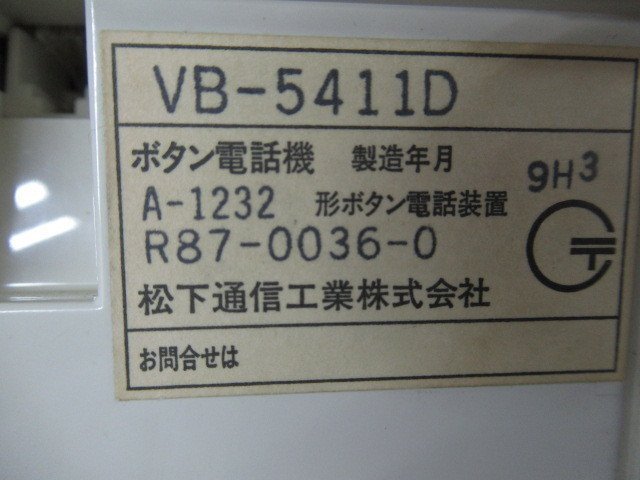 VB-5411D
ボタン電話機 製造年月 9H3
A-1232 形ボタン電話装置
R87-0036-0
松下通信工業株式会社
お問合せは